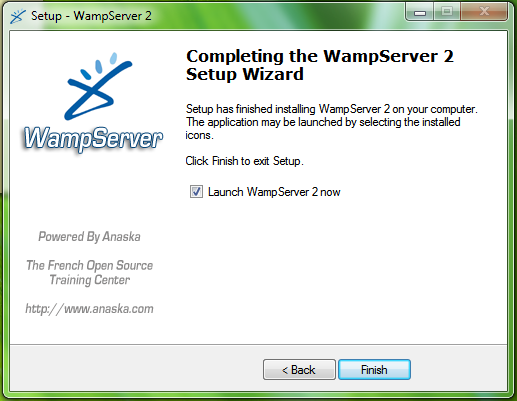 Setup - WampServer 2
Completing the WampServer 2
Setup Wizard
Setup has finished installing WampServer 2 on your computer.
The application may be launched by selecting the installed
icons.
Click Finish to exit Setup.
Launch WampServer 2 now
WampServer
Powered By Anaska
The French Open Source
Training Center
http://www.anaska.com
< Back
Finish